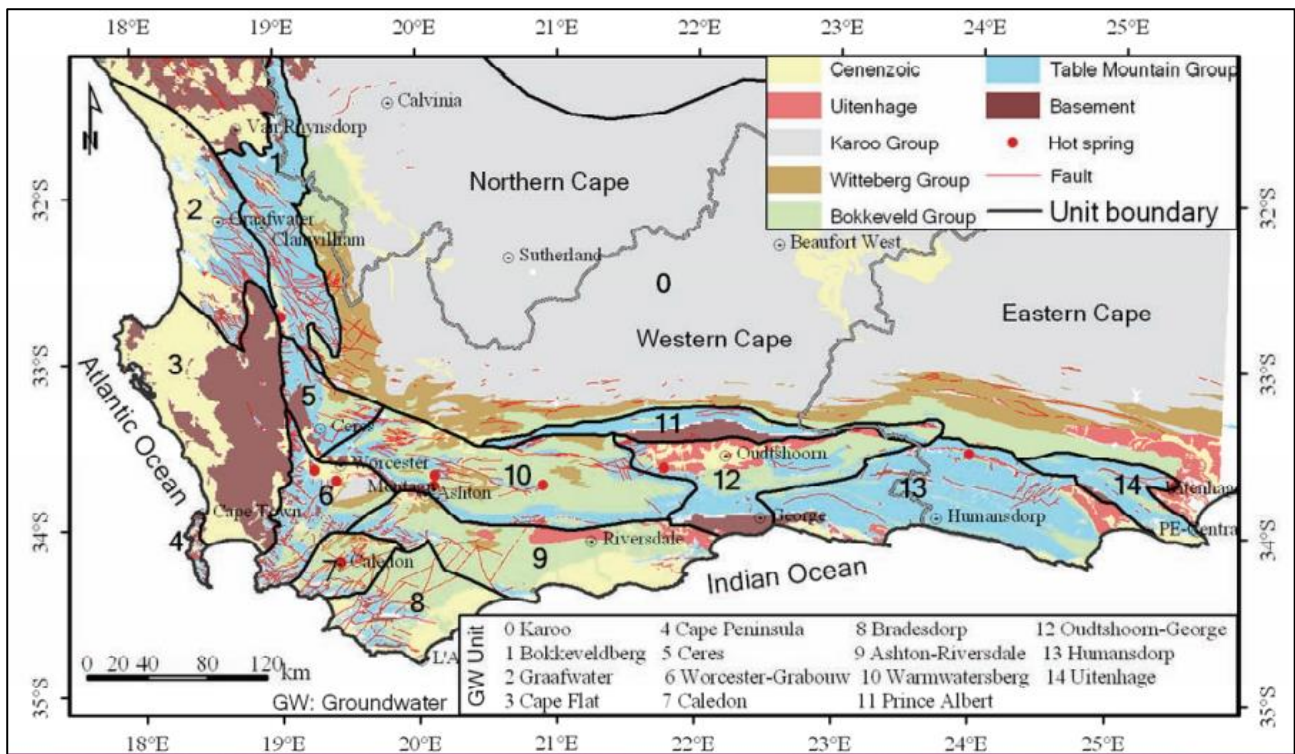 18°E 19°E 20°E 21°E 22°E 23°E 24°E 25°E
Cenenzoic
Uitenhage
Karoo Group
Witteberg Group
Bokkeveld Group
Table Mountain Group
Basement
Hot spring
Fault
Unit boundary
N
Calvinia
Van Rhynsdorp
1
Northern Cape
32°S
32°S
2
Graafwater
Clainwilliam
Beaufort West
Sutherland
0
Eastern Cape
Western Cape
33°S
33°S
3
Atlantic Ocean
5
Ceres
11
Worcester
10
Oudtshoorn
12
6
Montagu
Ashton
13
14
Uitenhage
Cape Town
George
Humansdorp
PE-Centra
34°S
34°S
4
Riversdale
9
Caledon
7
Indian Ocean
8
L'A
0 20 40 80 120 km
GW: Groundwater
GW Unit
0 Karoo 4 Cape Peninsula 8 Bradesdorp 12 Oudtshoorn-George
1 Bokkeveldberg 5 Ceres 9 Ashton-Riversdale 13 Humansdorp
2 Graafwater 6 Worcester-Grabouw 10 Warmwatersberg 14 Uitenhage
3 Cape Flat 7 Caledon 11 Prince Albert
35°S
35°S
18°E 19°E 20°E 21°E 22°E 23°E 24°E 25°E